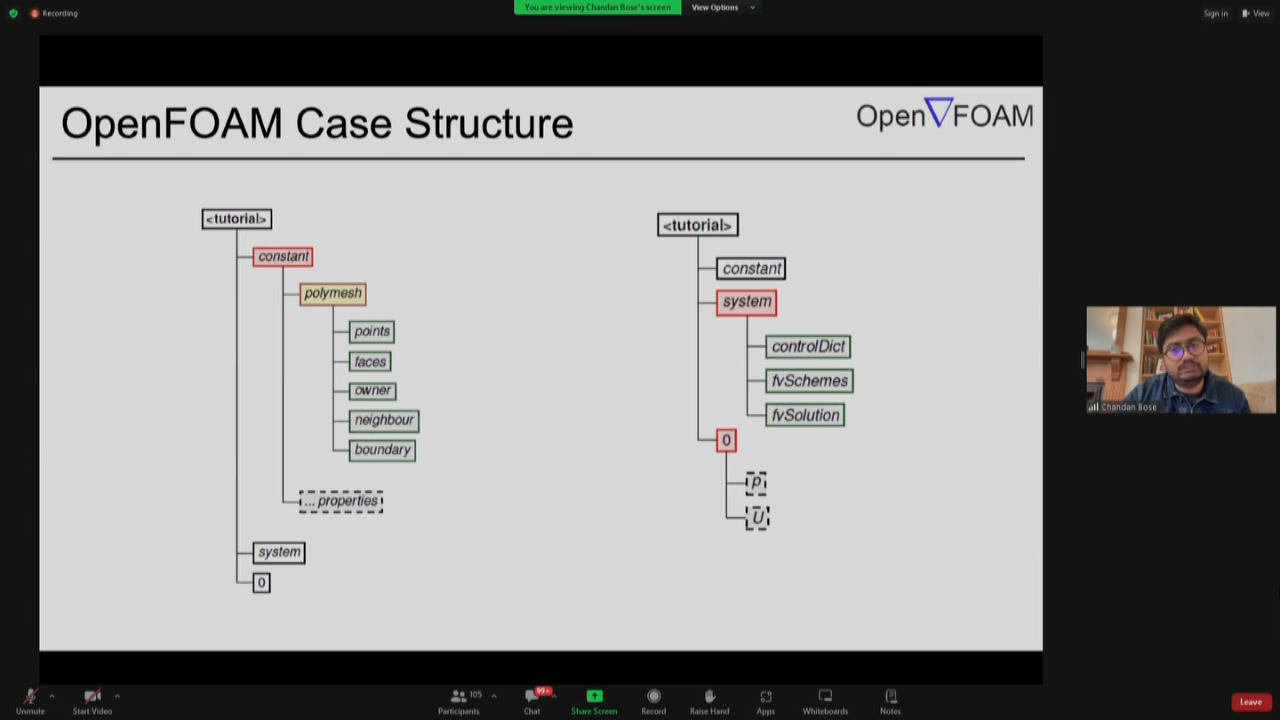 Recording
You are viewing Chandan Bose's screen
View Options
Sign in
View
OpenFOAM Case Structure
Open∇FOAM
<tutorial>
constant
polymesh
points
faces
owner
neighbour
boundary
... properties
system
0
<tutorial>
constant
system
controlDict
fvSchemes
fvSolution
0
p
U
Chandan Bose
Unmute
Start Video
Participants
105
Chat
99+
Share Screen
Record
Raise Hand
Apps
Whiteboards
Notes
Leave